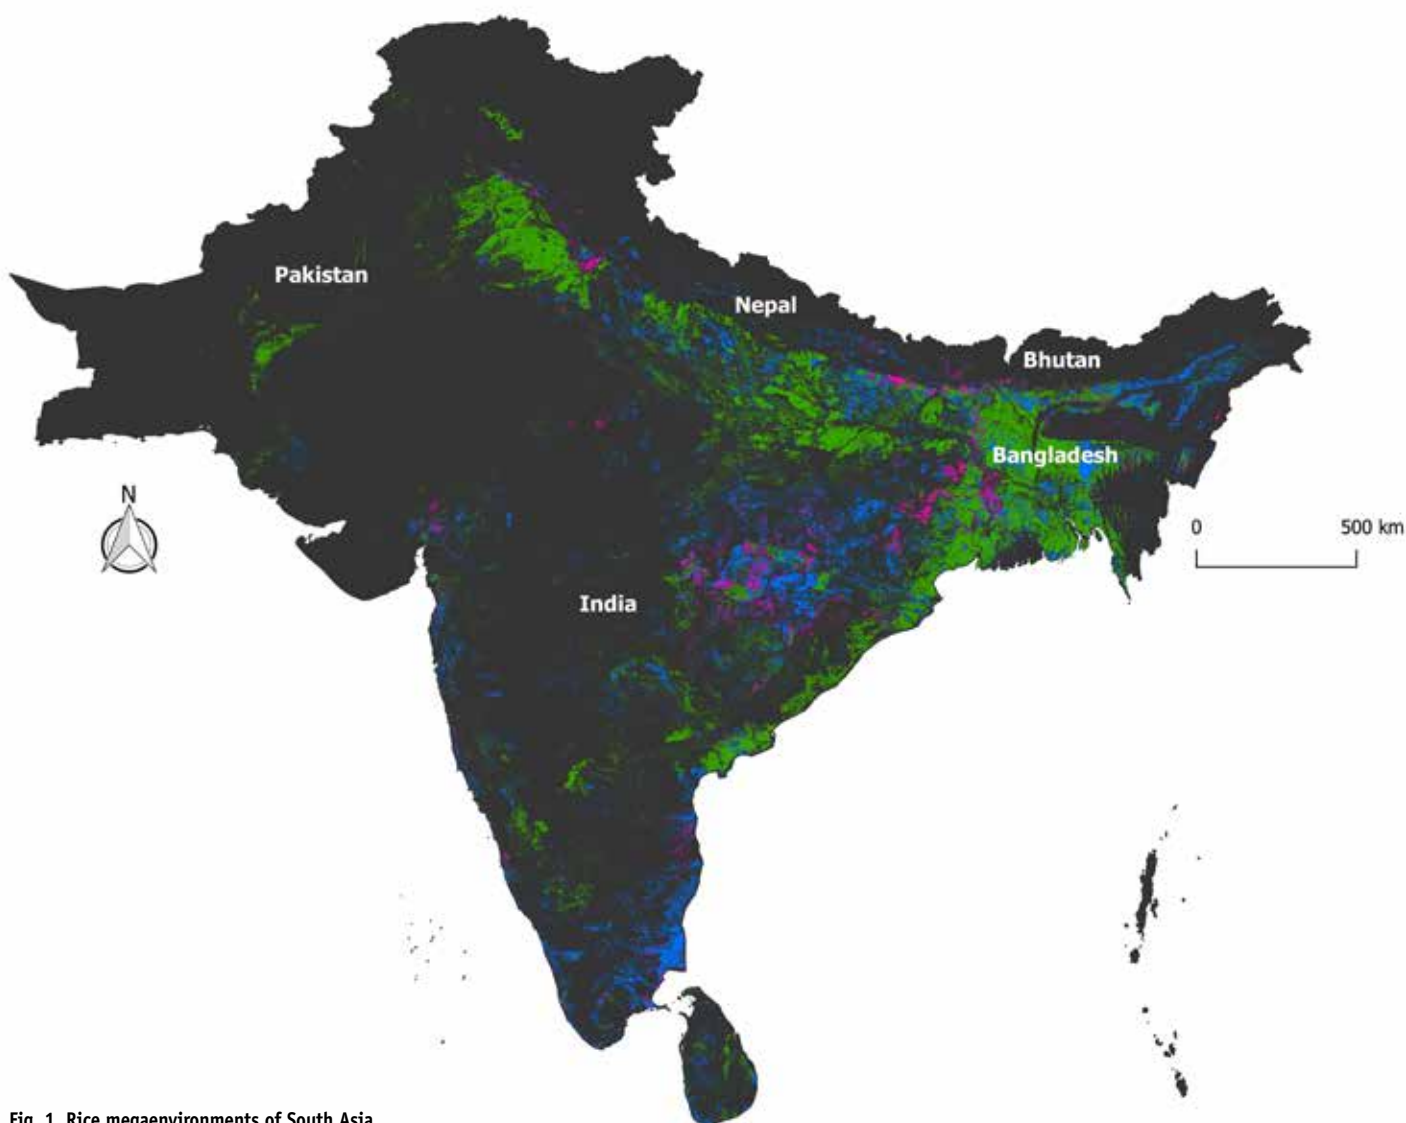 Pakistan
Nepal
Bhutan
Bangladesh
N
0 500 km
India
Fig. 1. Rice megaenvironments of South Asia